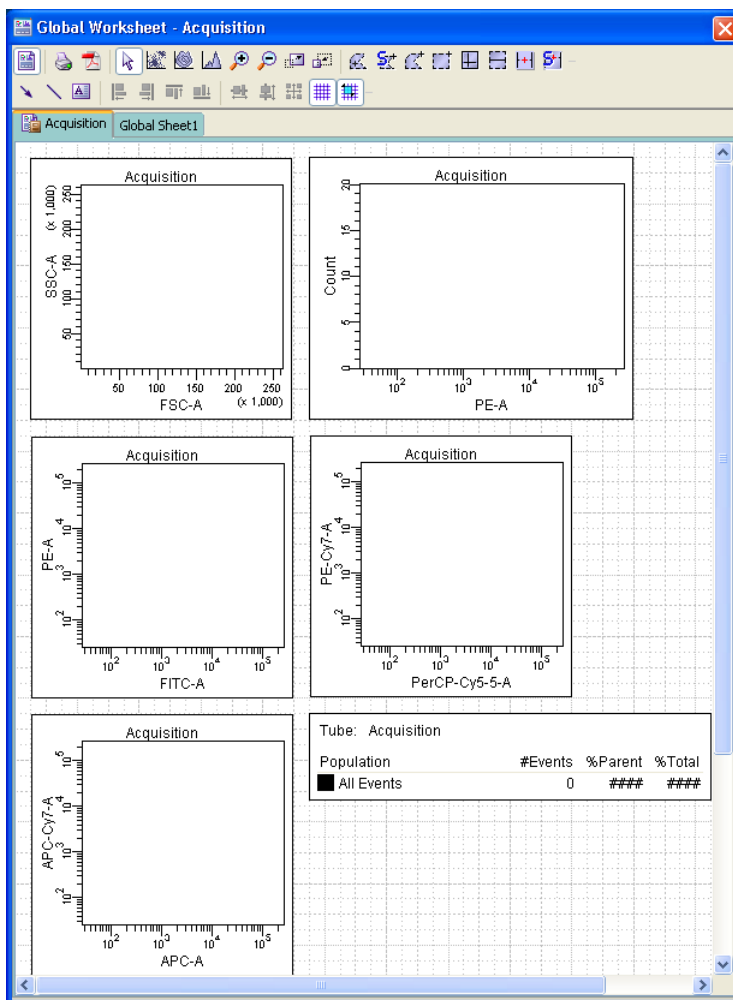 Global Worksheet - Acquisition
Acquisition
Global Sheet1
Acquisition
(x 1,000)
SSC-A
250
200
150
100
50
50 100 150 200 250
FSC-A
(x 1,000)
Acquisition
Count
20
15
10
5
0
10^2 10^3 10^4 10^5
PE-A
Acquisition
PE-A
10^5
10^4
10^3
10^2
10^2 10^3 10^4 10^5
FITC-A
Acquisition
PE-Cy7-A
10^5
10^4
10^3
10^2
10^2 10^3 10^4 10^5
PerCP-Cy5-5-A
Acquisition
APC-Cy7-A
10^5
10^4
10^3
10^2
10^2 10^3 10^4 10^5
APC-A
Tube: Acquisition
Population #Events %Parent %Total
All Events 0 #### ####